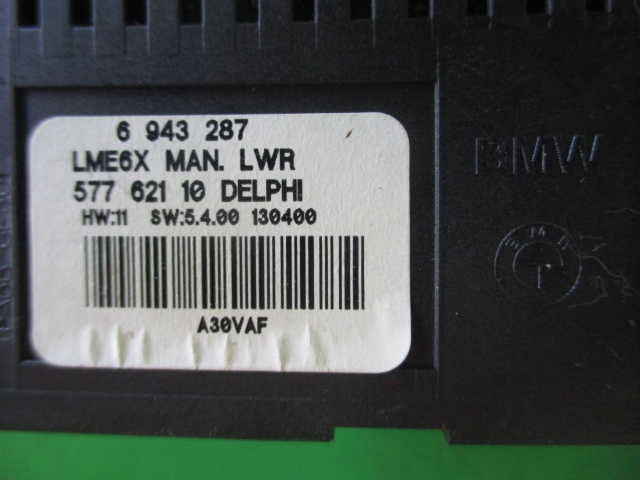 6 943 287
LME6X MAN. LWR
577 621 10 DELPHI
HW:11 SW:5.4.00 130400
A30VAF
BMW
BMW